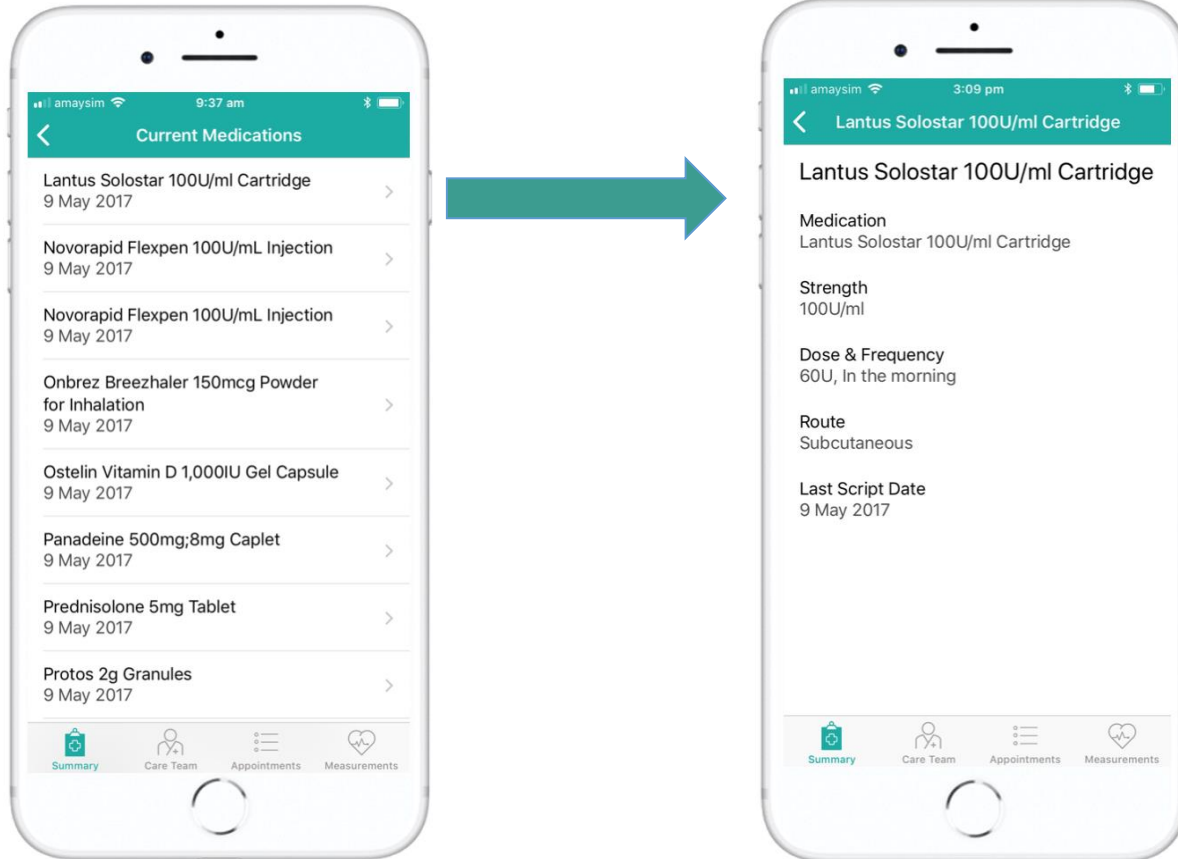 amaysim 9:37 am
Current Medications
Lantus Solostar 100U/ml Cartridge
9 May 2017
Novorapid Flexpen 100U/mL Injection
9 May 2017
Novorapid Flexpen 100U/mL Injection
9 May 2017
Onbrez Breezhaler 150mcg Powder
for Inhalation
9 May 2017
Ostelin Vitamin D 1,000IU Gel Capsule
9 May 2017
Panadeine 500mg;8mg Caplet
9 May 2017
Prednisolone 5mg Tablet
9 May 2017
Protos 2g Granules
9 May 2017
Summary Care Team Appointments Measurements
amaysim 3:09 pm
Lantus Solostar 100U/ml Cartridge
Lantus Solostar 100U/ml Cartridge
Medication
Lantus Solostar 100U/ml Cartridge
Strength
100U/ml
Dose & Frequency
60U, In the morning
Route
Subcutaneous
Last Script Date
9 May 2017
Summary Care Team Appointments Measurements